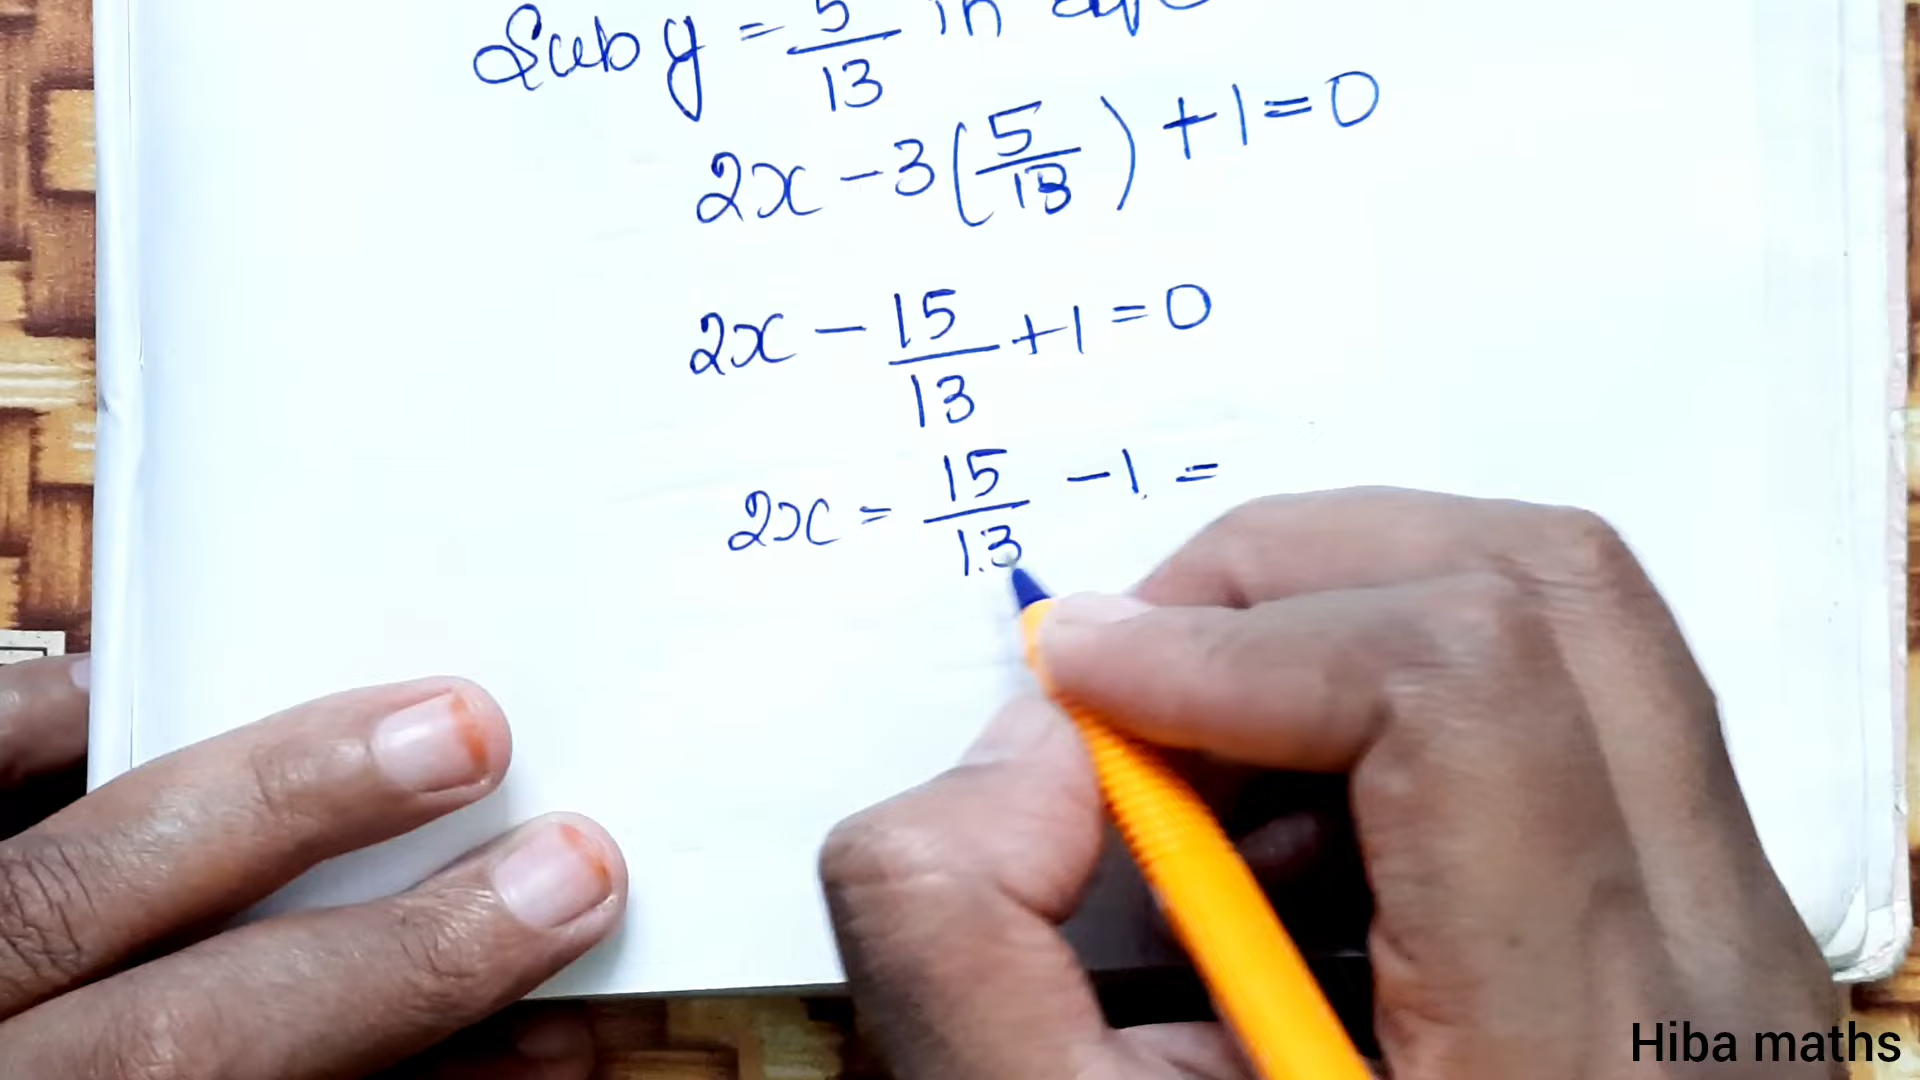 Sub y = 5/13 in
2x - 3(5/13) + 1 = 0
2x - 15/13 + 1 = 0
2x = 15/13 - 1 =
Hiba maths